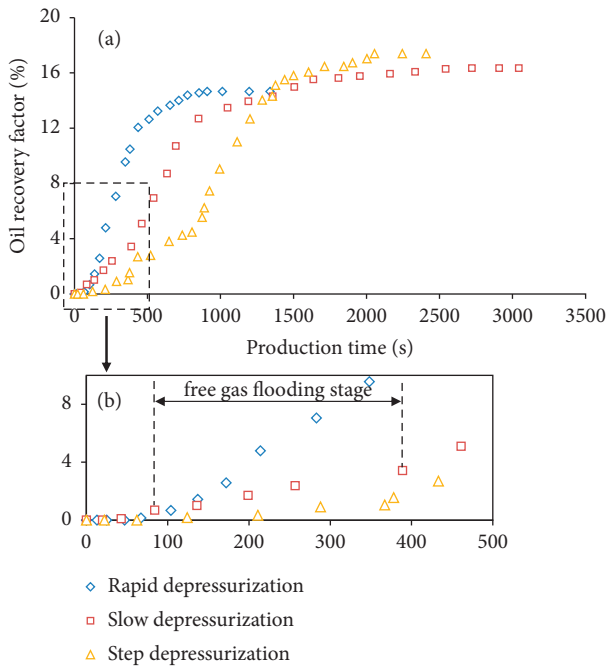 20
16
12
8
4
0
Oil recovery factor (%)
(a)
0 500 1000 1500 2000 2500 3000 3500
Production time (s)
(b)
free gas flooding stage
8
4
0
0 100 200 300 400 500
Rapid depressurization
Slow depressurization
Step depressurization